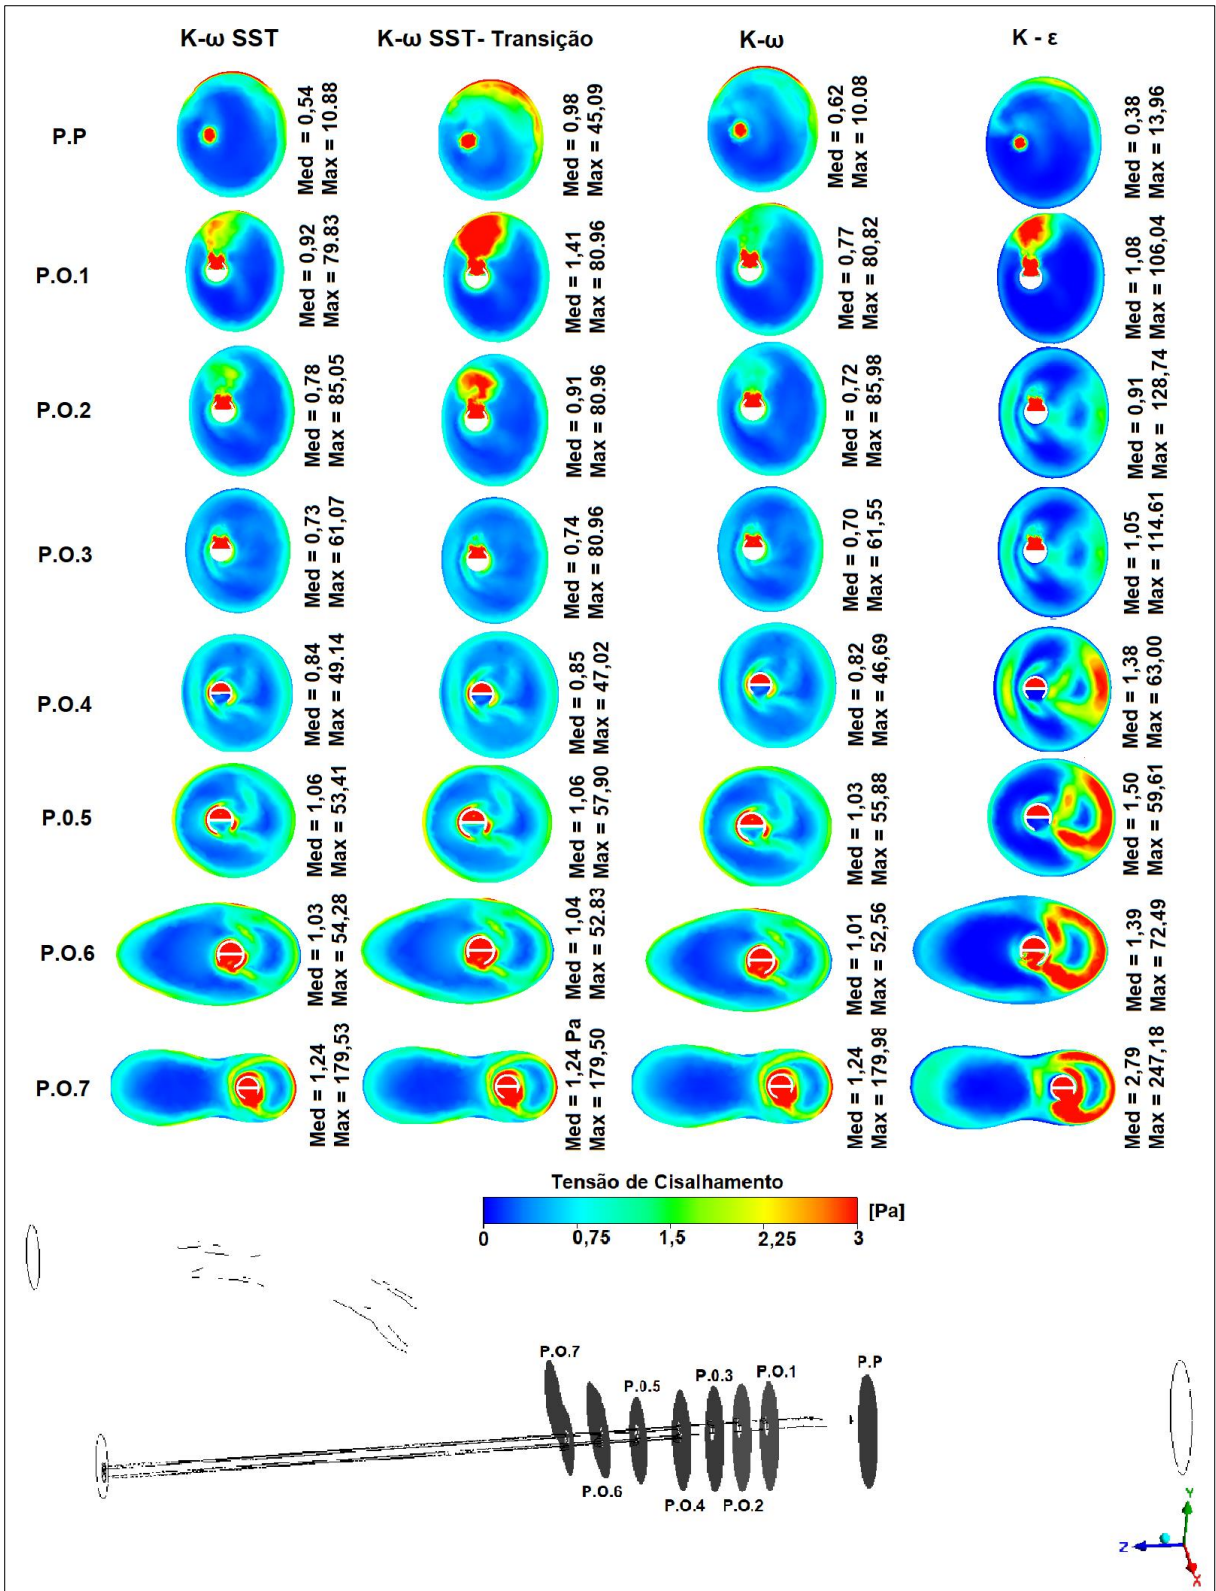 K-ω SST K-ω SST- Transição K-ω K - ε
P.P
Med = 0,54
Max = 10.88
Med = 0,98
Max = 45,09
Med = 0,62
Max = 10.08
Med = 0,38
Max = 13,96
P.O.1
Med = 0,92
Max = 79.83
Med = 1,41
Max = 80.96
Med = 0,77
Max = 80,82
Med = 1,08
Max = 106,04
P.O.2
Med = 0,78
Max = 85,05
Med = 0,91
Max = 80.96
Med = 0,72
Max = 85,98
Med = 0,91
Max = 128,74
P.O.3
Med = 0,73
Max = 61,07
Med = 0,74
Max = 80.96
Med = 0,70
Max = 61,55
Med = 1,05
Max = 114.61
P.O.4
Med = 0,84
Max = 49.14
Med = 0,85
Max = 47,02
Med = 0,82
Max = 46,69
Med = 1,38
Max = 63,00
P.0.5
Med = 1,06
Max = 53,41
Med = 1,06
Max = 57,90
Med = 1,03
Max = 55,88
Med = 1,50
Max = 59,61
P.O.6
Med = 1,03
Max = 54,28
Med = 1,04
Max = 52.83
Med = 1,01
Max = 52,56
Med = 1,39
Max = 72,49
P.O.7
Med = 1,24
Max = 179,53
Med = 1,24 Pa
Max = 179,50
Med = 1,24
Max = 179,98
Med = 2,79
Max = 247,18
Tensão de Cisalhamento
[Pa]
0 0,75 1,5 2,25 3
P.O.7
P.0.5
P.0.3
P.O.1
P.P
P.O.6
P.O.4
P.O.2
Y
Z
X